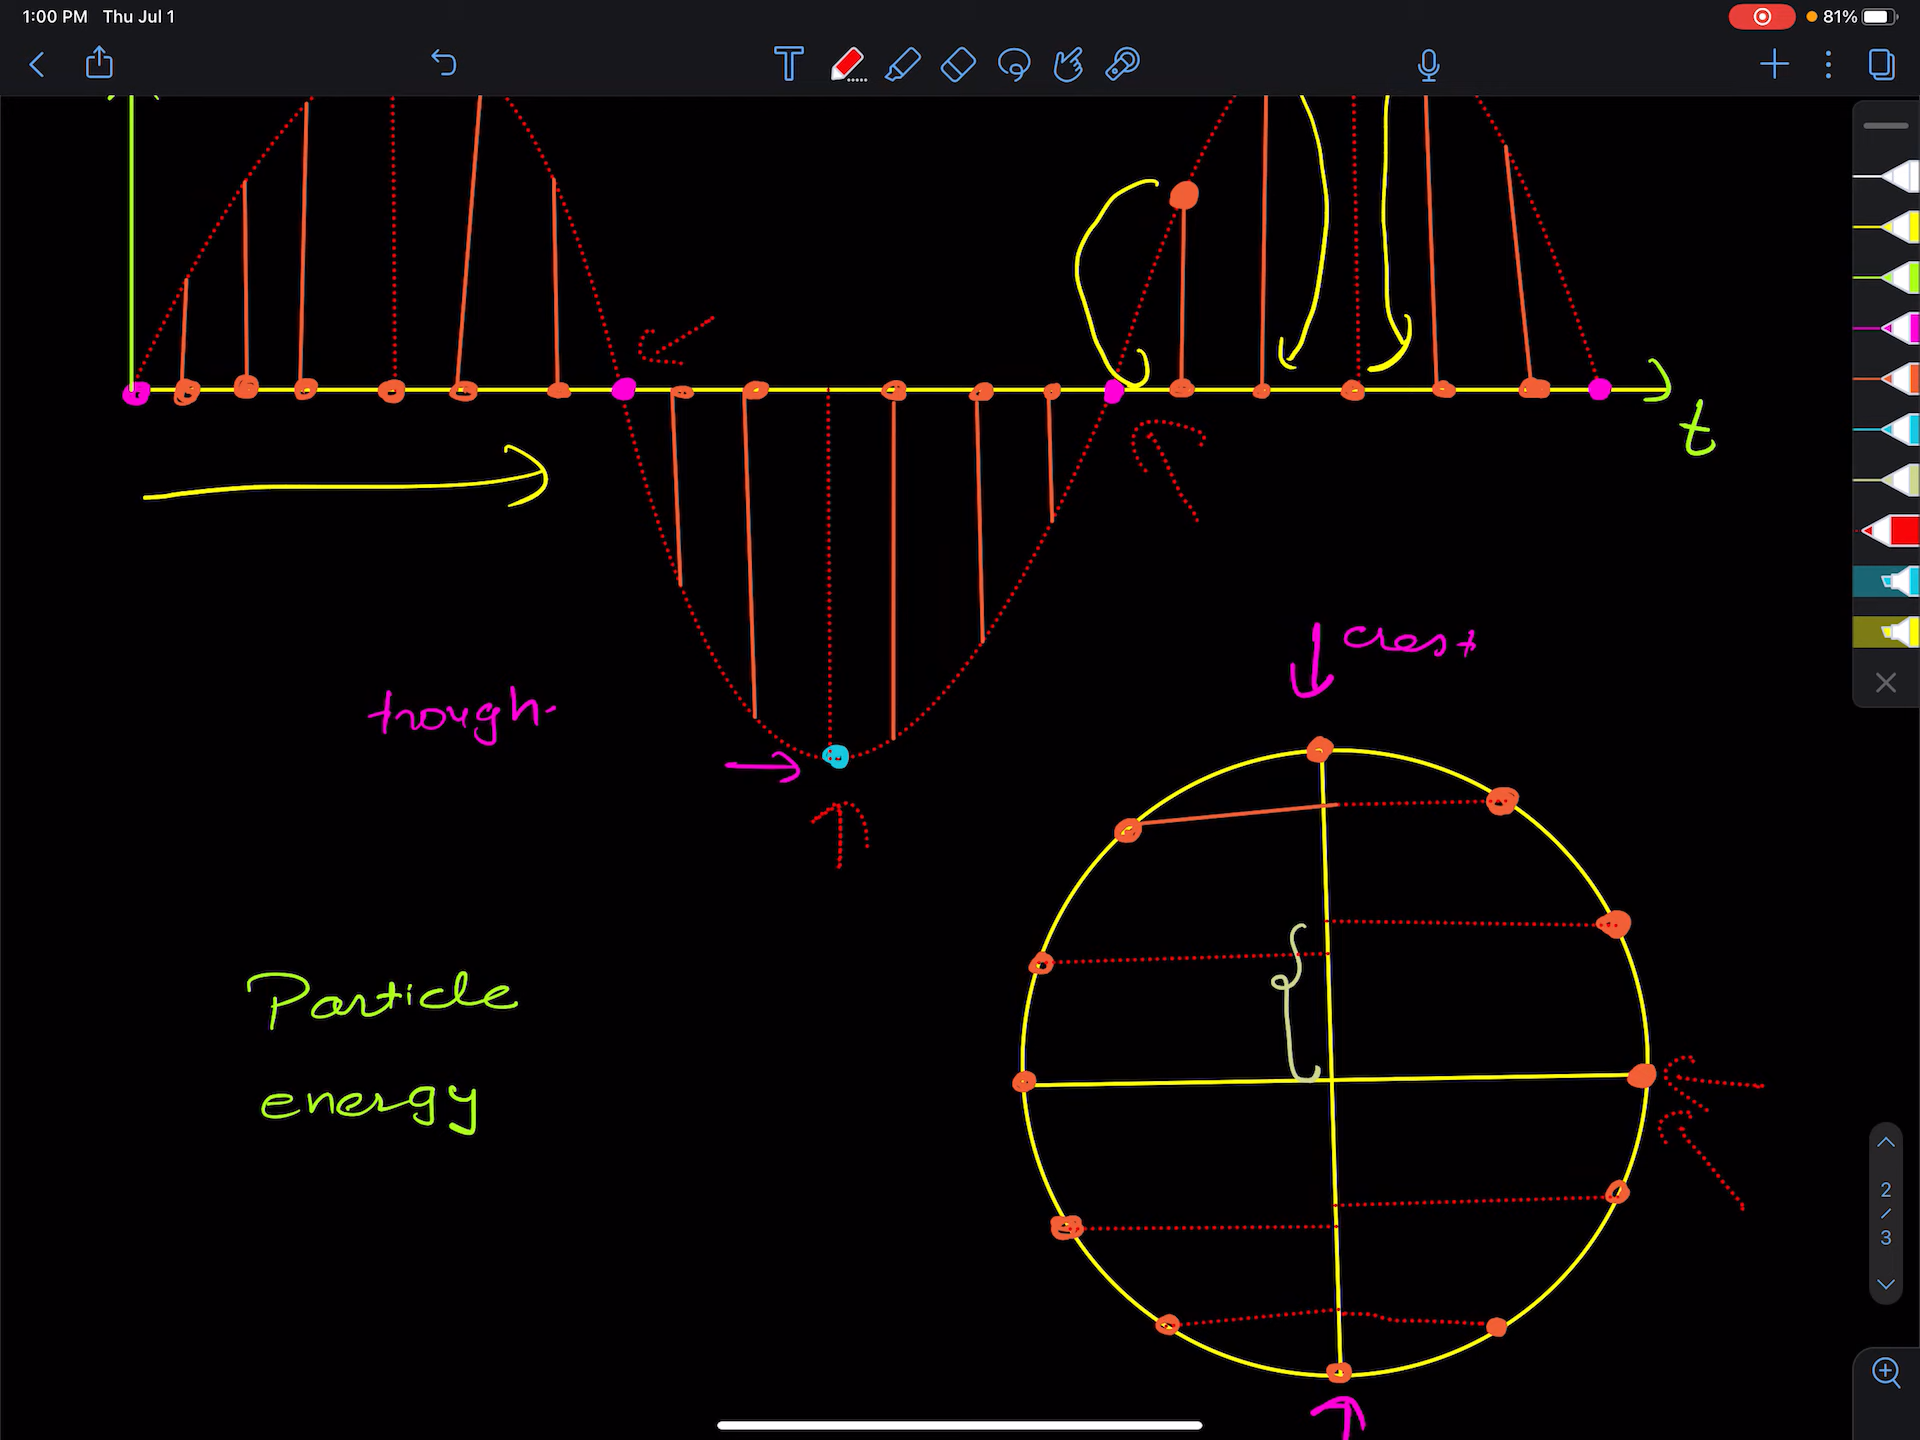 1:00 PM Thu Jul 1
81%
T
t
crest
trough.
Particle
energy
2
/
3